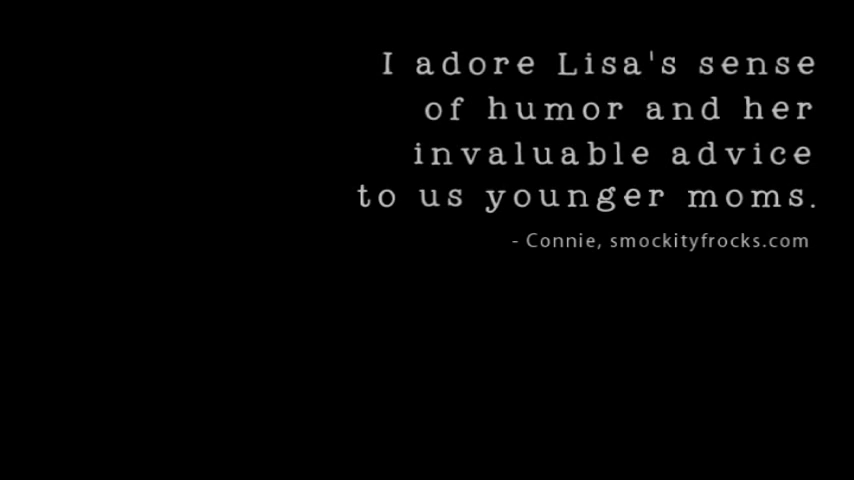 I adore Lisa's sense
of humor and her
invaluable advice
to us younger moms.
- Connie, smockityfrocks.com